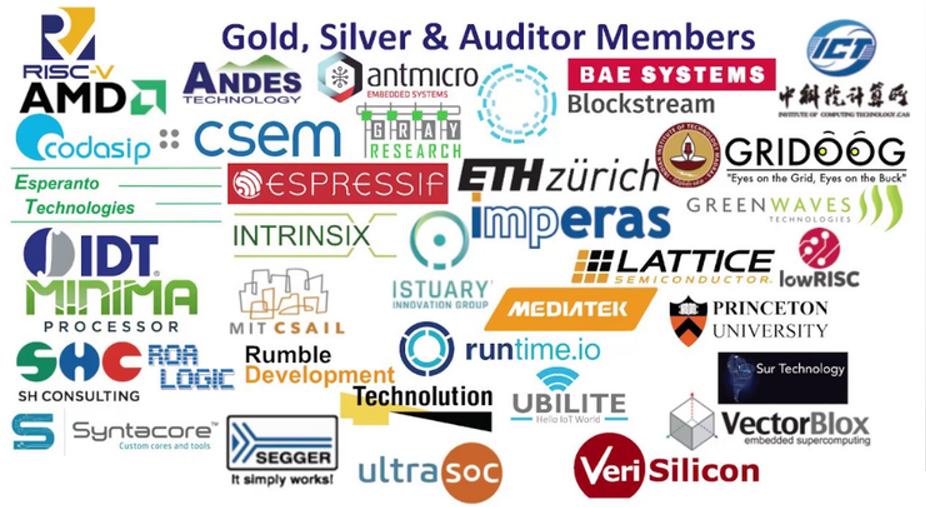 Gold, Silver & Auditor Members
RISC-V
AMD
ANDES
TECHNOLOGY
antmicro
EMBEDDED SYSTEMS
BAE SYSTEMS
Blockstream
ICT
中科院计算所
INSTITUTE OF COMPUTING TECHNOLOGY.CAS
codasip
csem
GRAY
RESEARCH
GRIDOOG
"Eyes on the Grid, Eyes on the Buck"
Esperanto
Technologies
ESPRESSIF
ETH zürich
GREENWAVES
TECHNOLOGIES
IDT
INTRINSIX
imperas
ISTUARY
INNOVATION GROUP
LATTICE
SEMICONDUCTOR
lowRISC
MINIMA
PROCESSOR
MIT CSAIL
MEDIATEK
PRINCETON
UNIVERSITY
SHC
SH CONSULTING
ROA
LOGIC
Rumble
Development
runtime.io
Sur Technology
Technolution
UBILITE
Hello IoT World
VectorBlox
embedded supercomputing
Syntacore™
Custom cores and tools
SEGGER
It simply works!
ultrasoc
VeriSilicon